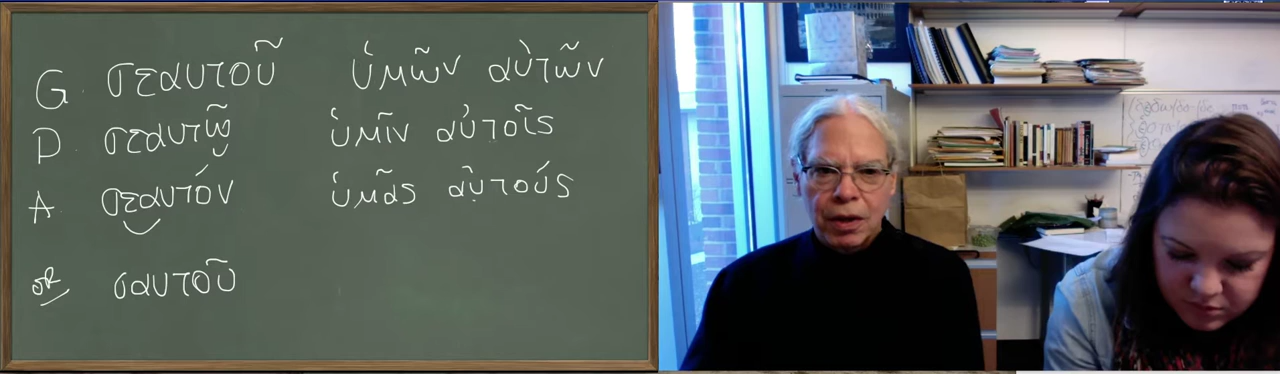 G σεαυτοῦ ὑμῶν αὐτῶν
D σεαυτῷ ὑμῖν αὐτοῖς
A σεαυτόν ὑμᾶς αὐτούς
or σαυτοῦ